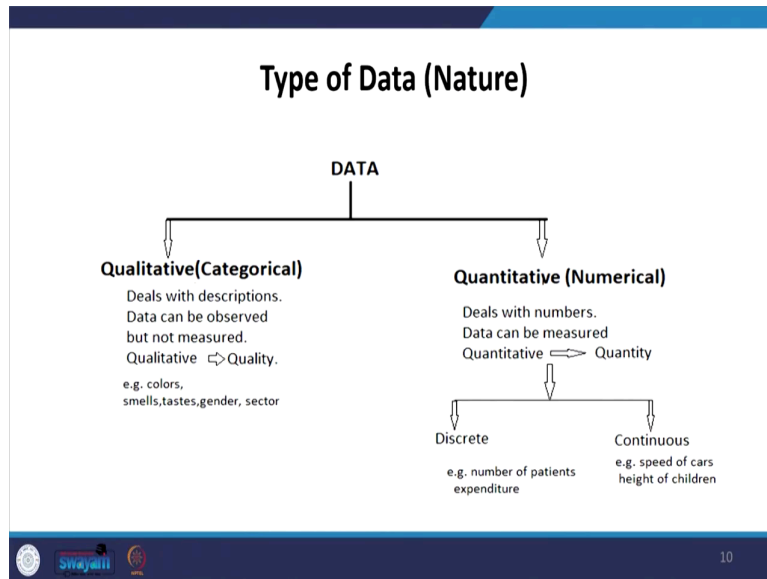 Type of Data (Nature)
DATA
Qualitative(Categorical)
Deals with descriptions.
Data can be observed
but not measured.
Qualitative ⇨ Quality.
e.g. colors,
smells,tastes,gender, sector
Quantitative (Numerical)
Deals with numbers.
Data can be measured
Quantitative ⇨ Quantity
Discrete
e.g. number of patients
expenditure
Continuous
e.g. speed of cars
height of children
swayam
10